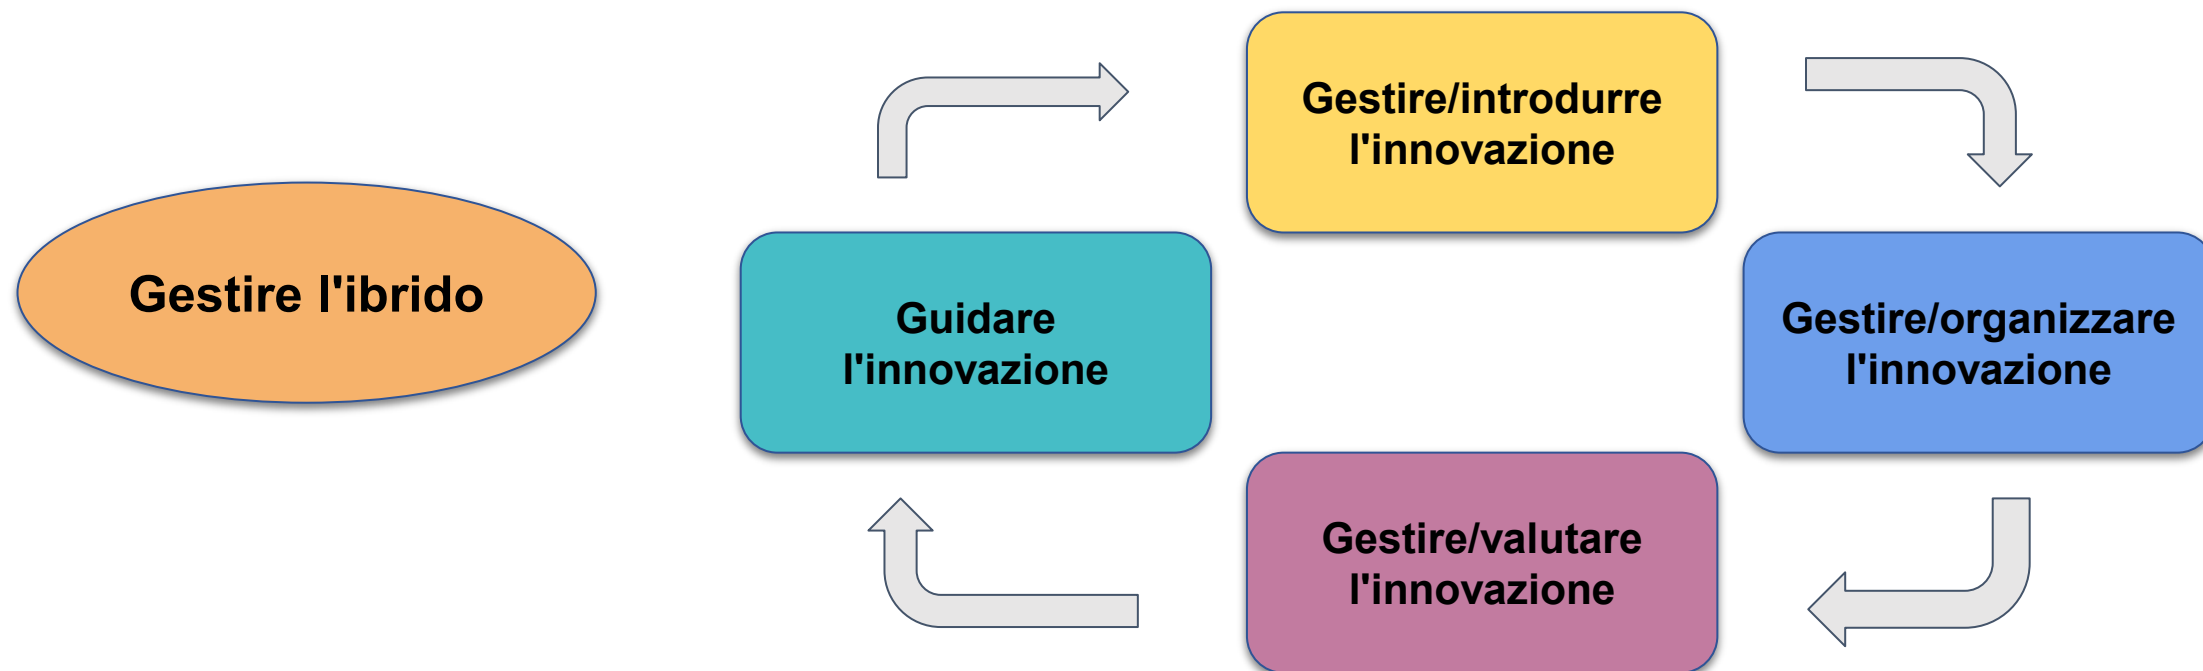 Gestire l'ibrido
Gestire/introdurre
l'innovazione
Guidare
l'innovazione
Gestire/organizzare
l'innovazione
Gestire/valutare
l'innovazione